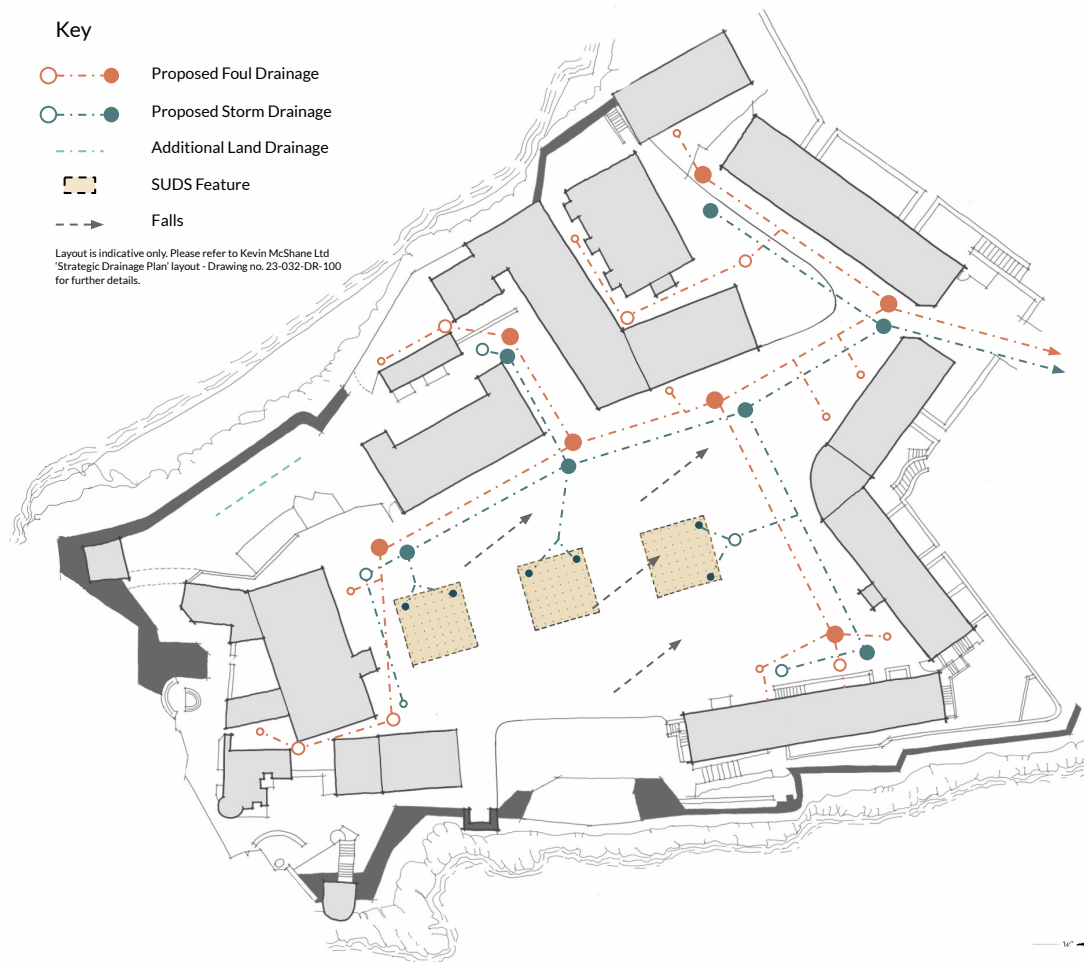 Key
Proposed Foul Drainage
Proposed Storm Drainage
Additional Land Drainage
SUDS Feature
Falls
Layout is indicative only. Please refer to Kevin McShane Ltd
'Strategic Drainage Plan' layout - Drawing no. 23-032-DR-100
for further details.
W